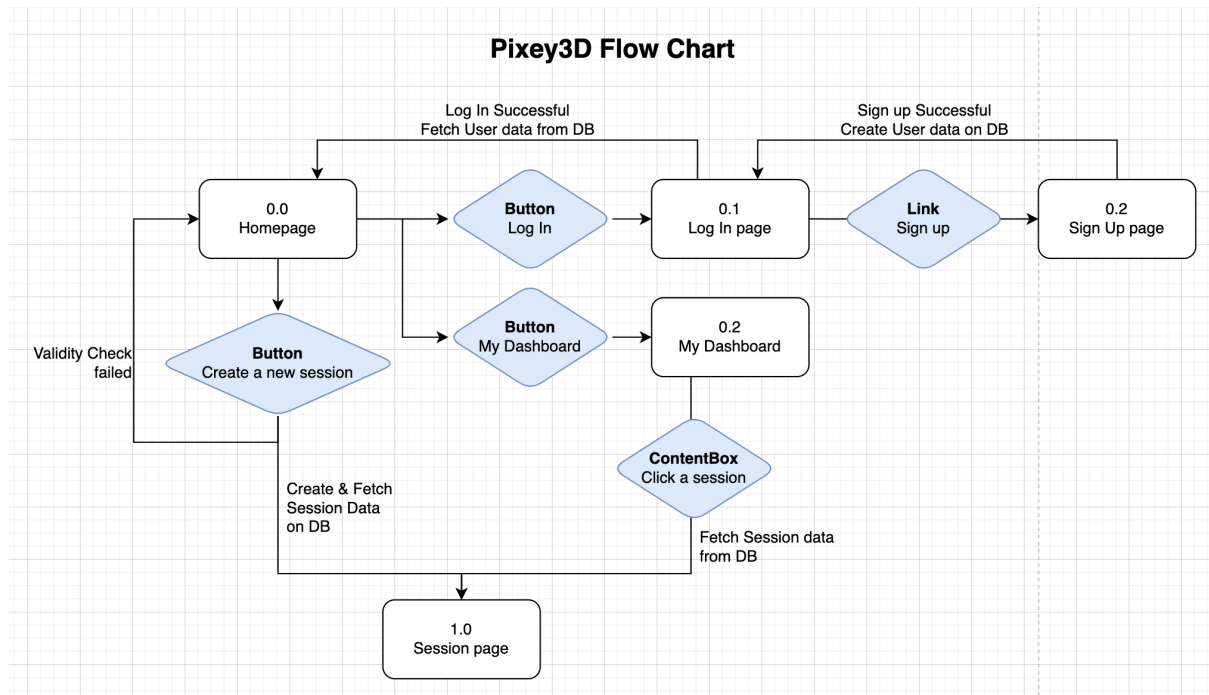 Pixey3D Flow Chart
Log In Successful
Fetch User data from DB
Sign up Successful
Create User data on DB
0.0
Homepage
Button
Log In
0.1
Log In page
Link
Sign up
0.2
Sign Up page
Button
My Dashboard
0.2
My Dashboard
Validity Check
failed
Button
Create a new session
ContentBox
Click a session
Create & Fetch
Session Data
on DB
Fetch Session data
from DB
1.0
Session page